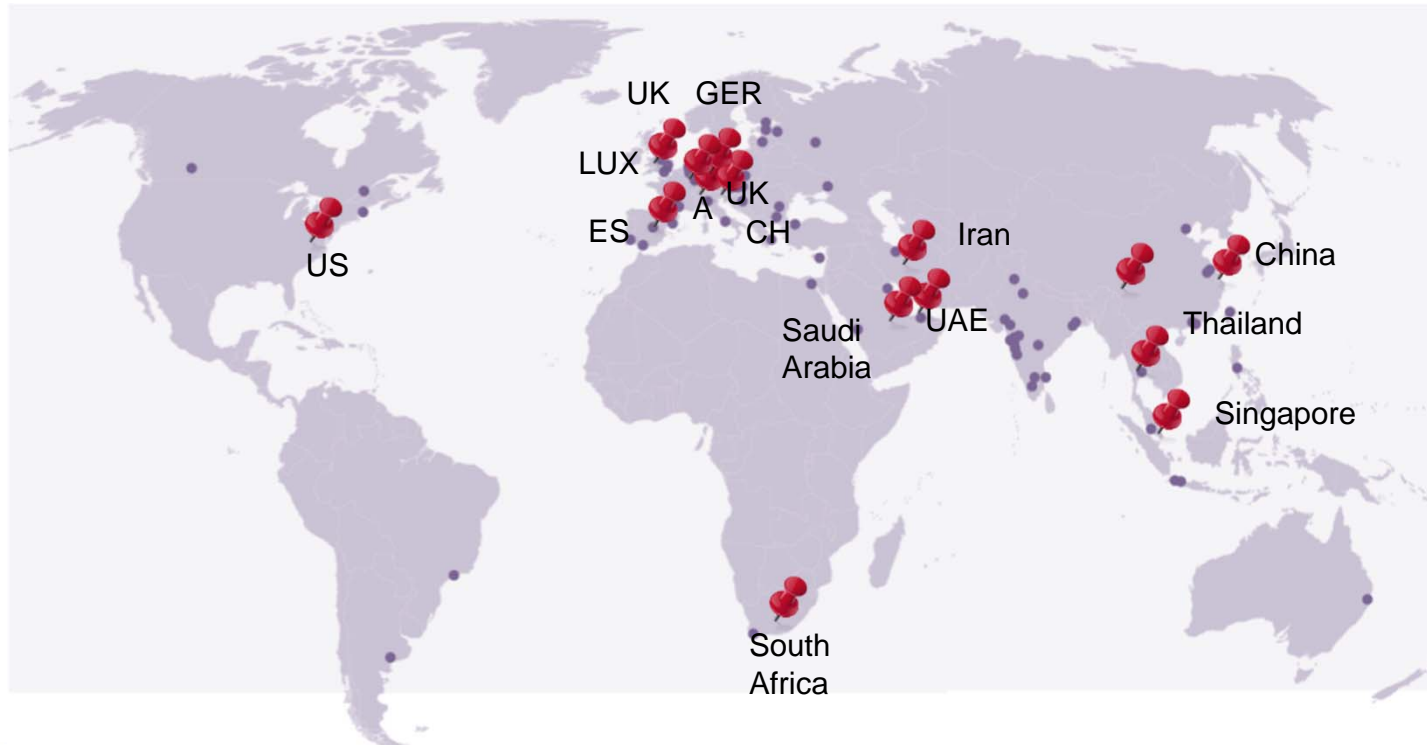 UK GER
LUX
A UK
ES CH
US
Iran
China
Saudi
Arabia
UAE
Thailand
Singapore
South
Africa